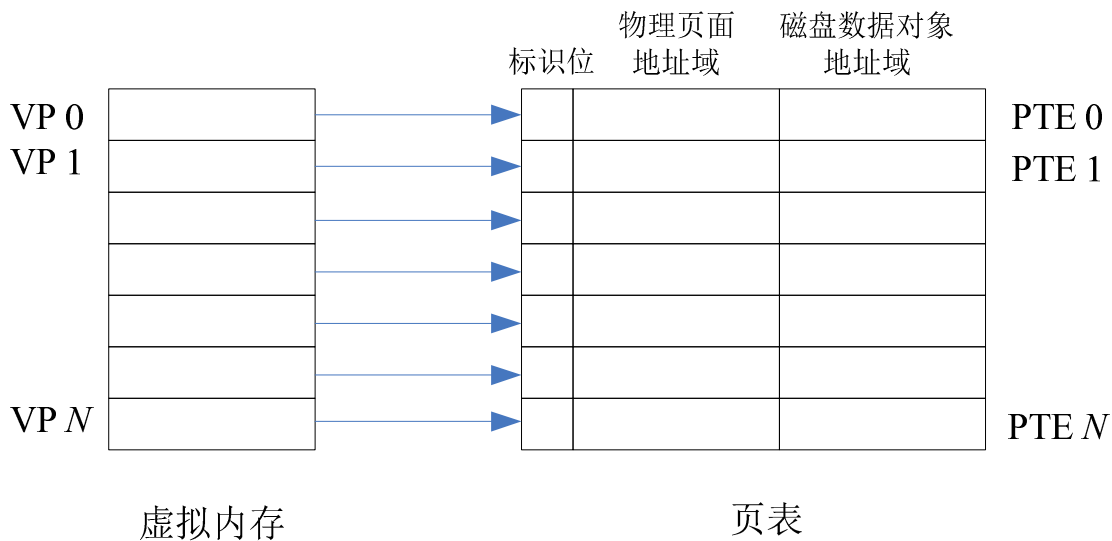 物理页面
地址域
磁盘数据对象
地址域
标识位
VP 0
PTE 0
VP 1
PTE 1
VP N
PTE N
虚拟内存
页表